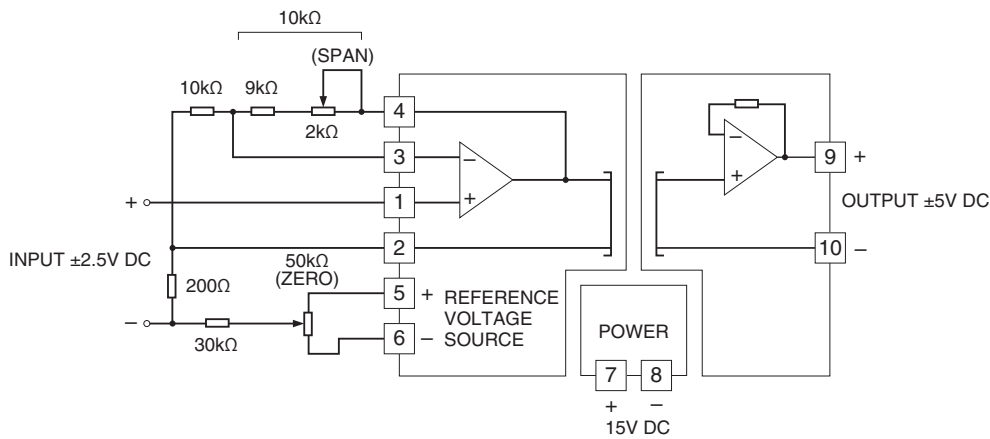 10kΩ
(SPAN)
10kΩ
9kΩ
2kΩ
4
3
1
2
5
6
−
+
−
+
9
+
OUTPUT ±5V DC
10
−
+
INPUT ±2.5V DC
−
200Ω
30kΩ
50kΩ
(ZERO)
+
−
REFERENCE
VOLTAGE
SOURCE
POWER
7
8
+
−
15V DC